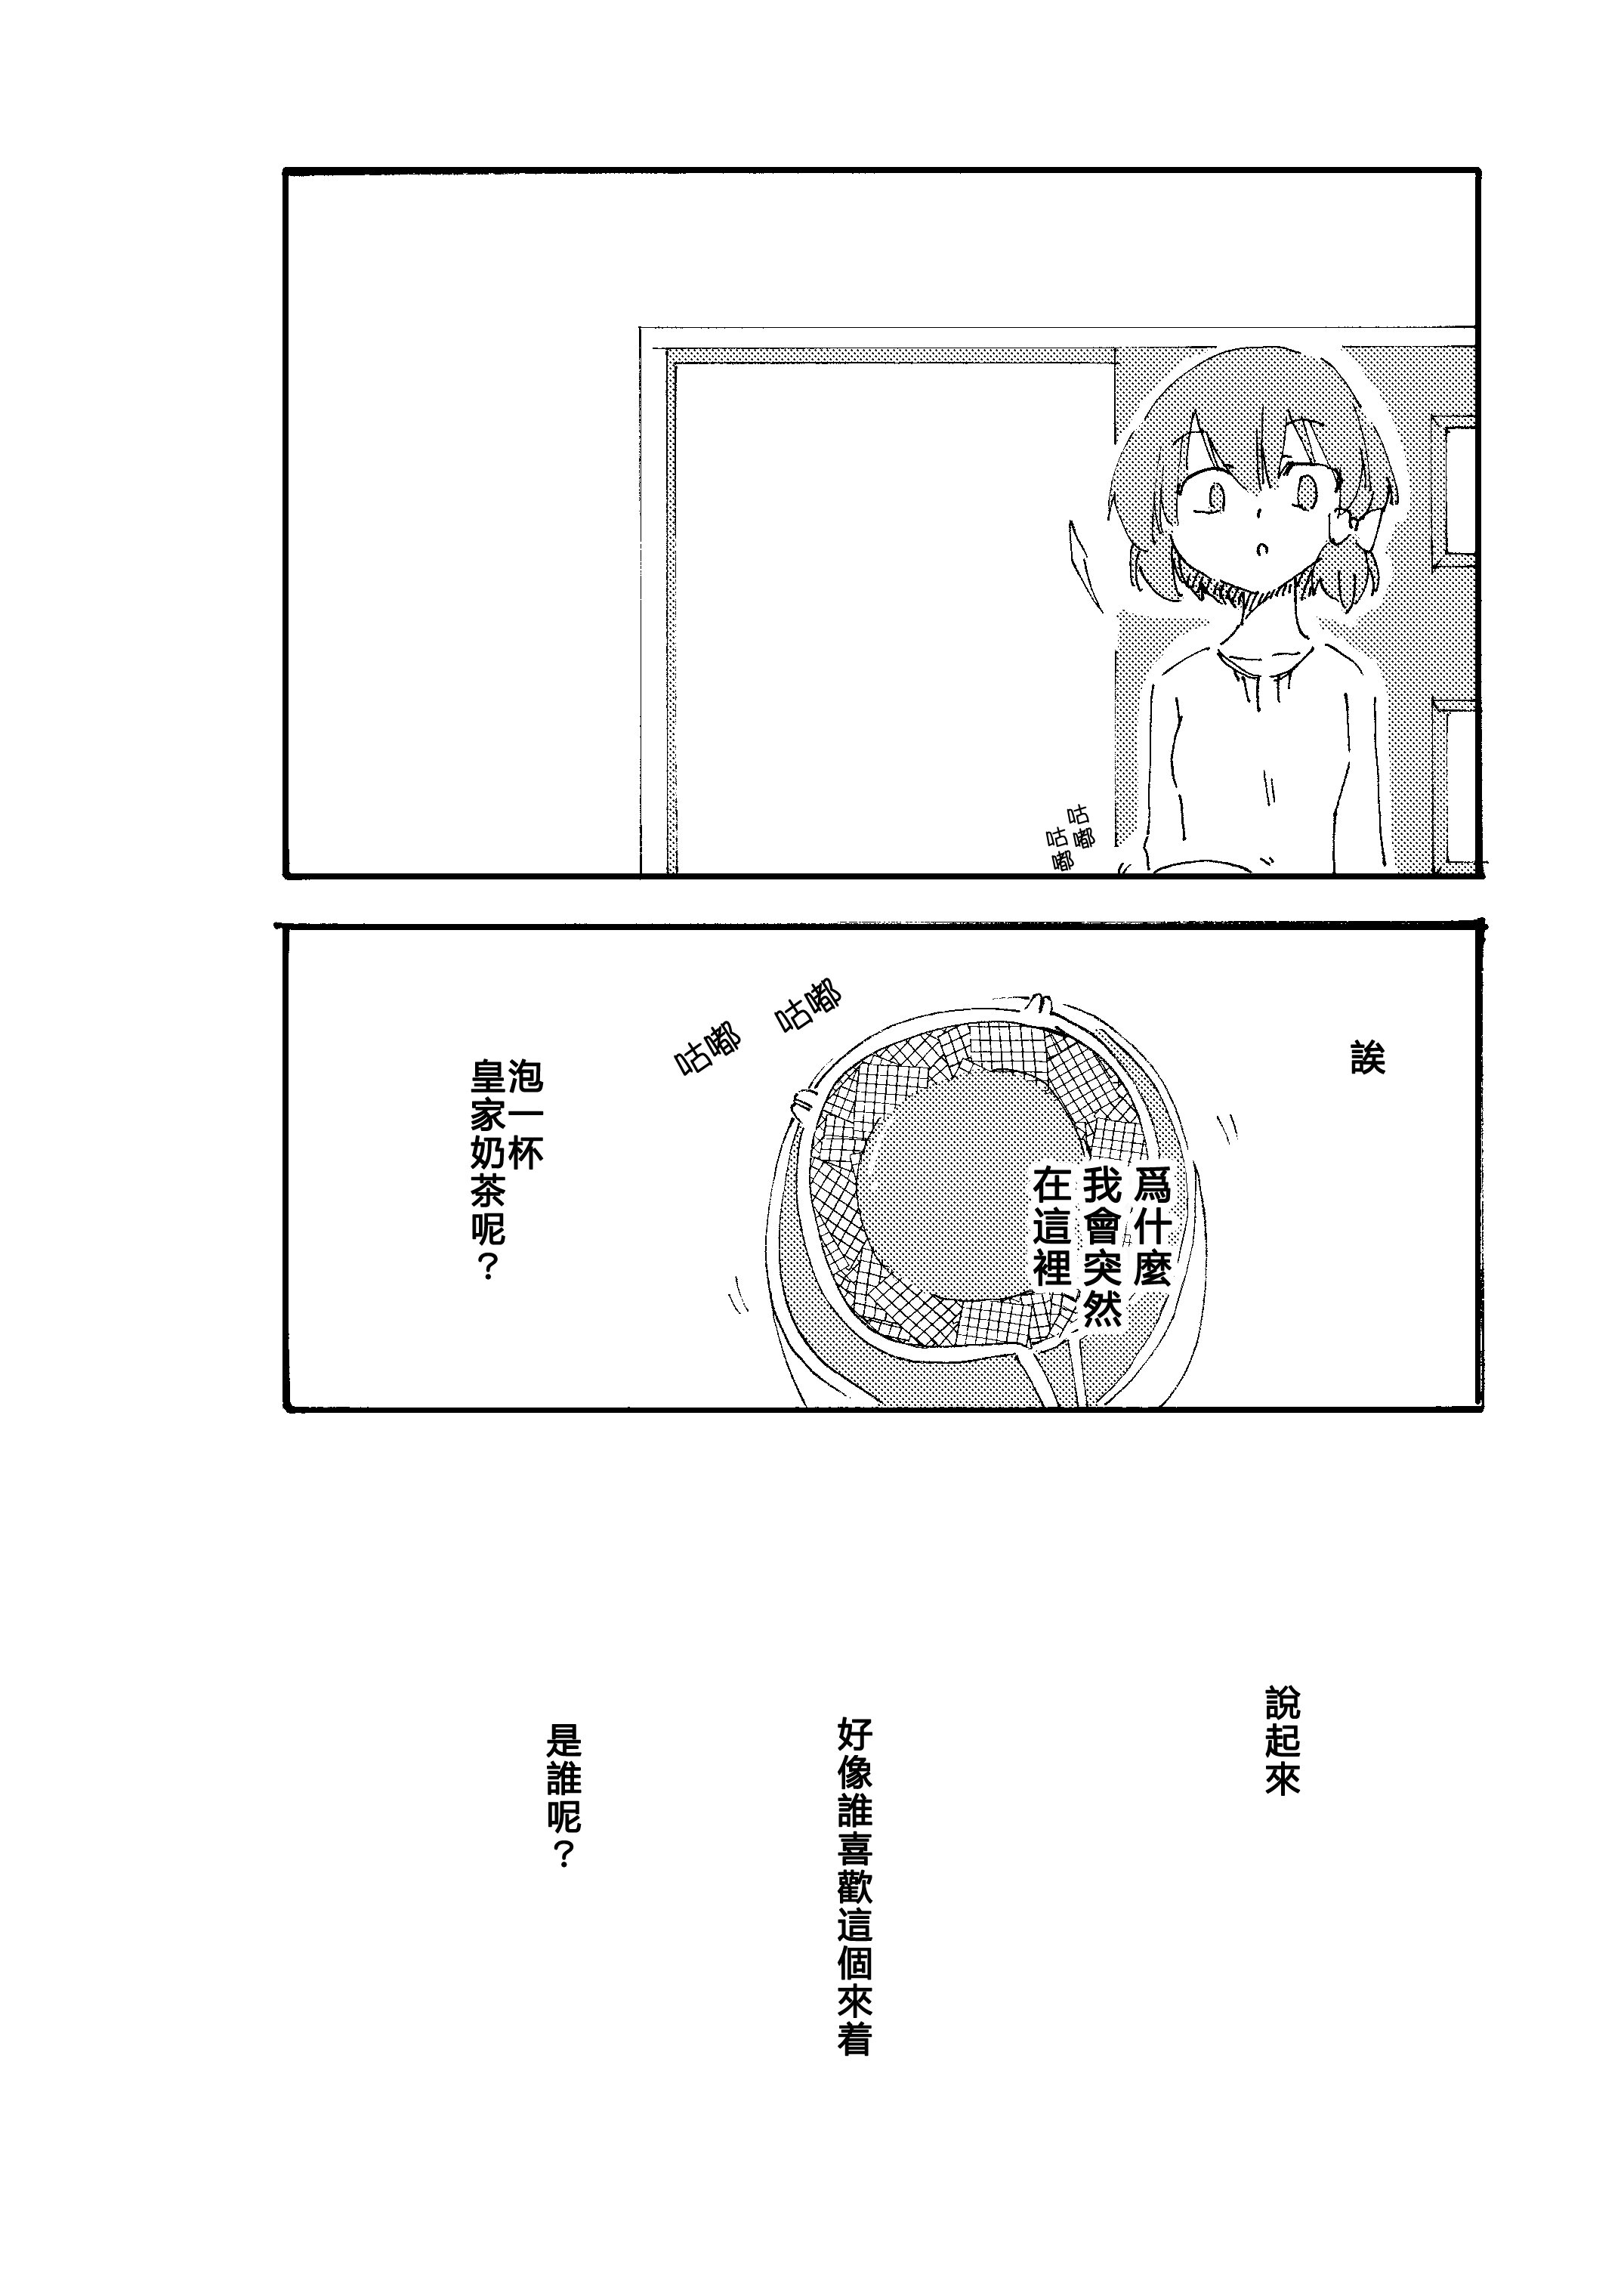 咕嘟
咕嘟
誒
爲什麼
我會突然
在這裡
咕嘟
咕嘟
泡一杯
皇家奶茶呢？
說起來
好像誰喜歡這個來着
是誰呢？